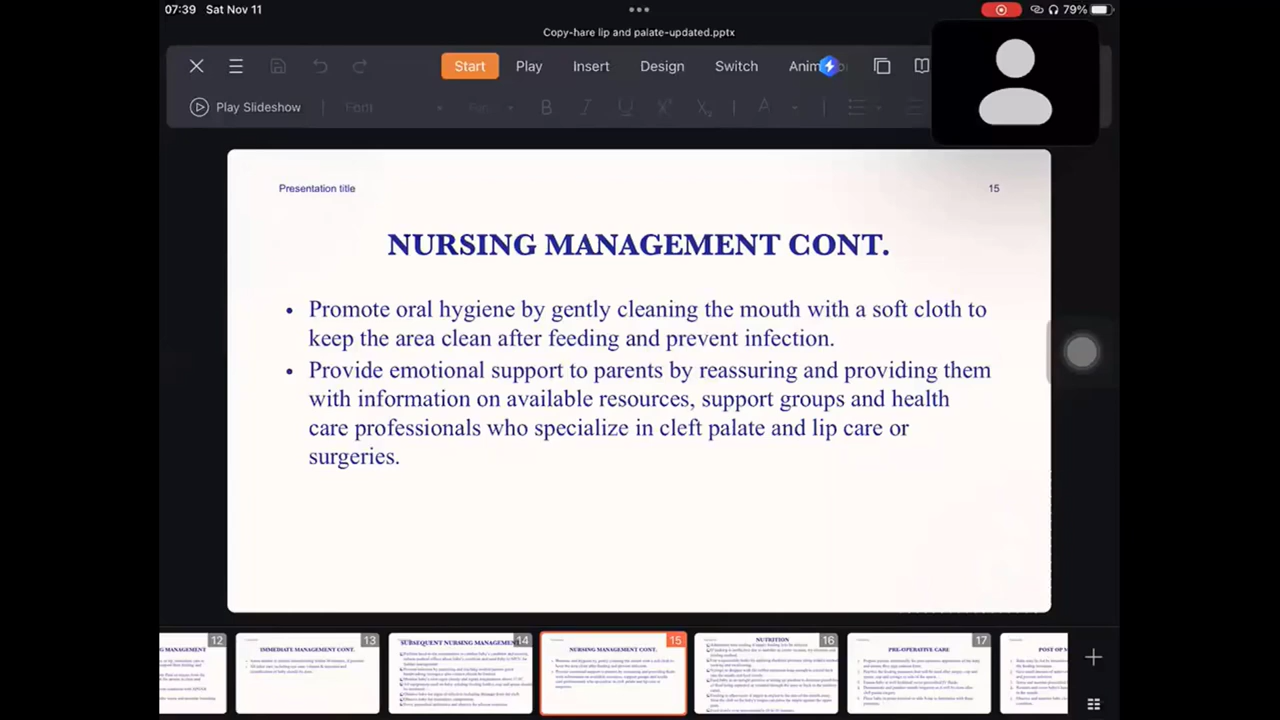 07:39 Sat Nov 11
79%
Copy-hare lip and palate-updated.pptx
Start Play Insert Design Switch
Play Slideshow Font
Presentation title
15
NURSING MANAGEMENT CONT.
• Promote oral hygiene by gently cleaning the mouth with a soft cloth to
keep the area clean after feeding and prevent infection.
• Provide emotional support to parents by reassuring and providing them
with information on available resources, support groups and health
care professionals who specialize in cleft palate and lip care or
surgeries.
12 13 14 15 16 17
MANAGEMENT
IMMEDIATE MANAGEMENT CONT.
SUBSEQUENT NURSING MANAGEMENT
NURSING MANAGEMENT CONT.
NUTRITION
PRE-OPERATIVE CARE
POST OP